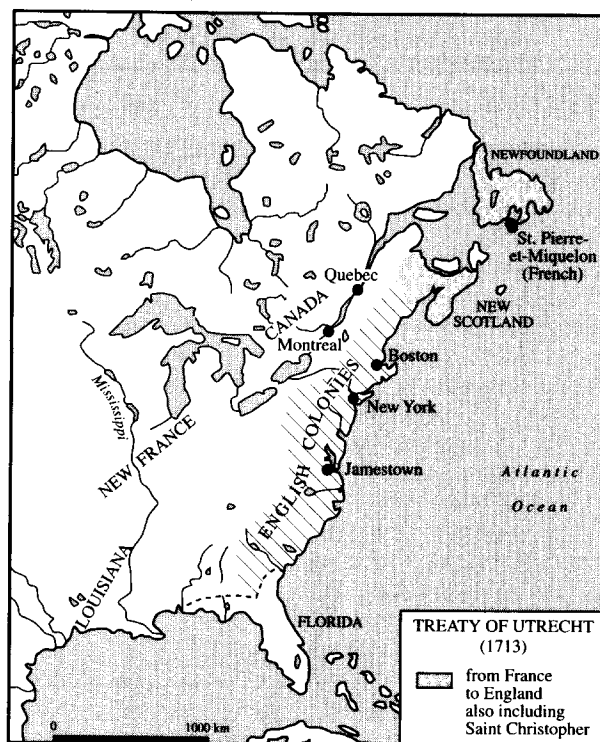 NEWFOUNDLAND
St. Pierre-
et-Miquelon
(French)
Quebec
NEW
SCOTLAND
CANADA
Montreal
Boston
Mississippi
New York
ENGLISH COLONIES
NEW FRANCE
Jamestown
Atlantic
Ocean
LOUISIANA
FLORIDA
TREATY OF UTRECHT
(1713)
from France
to England
also including
Saint Christopher
0 1000 km